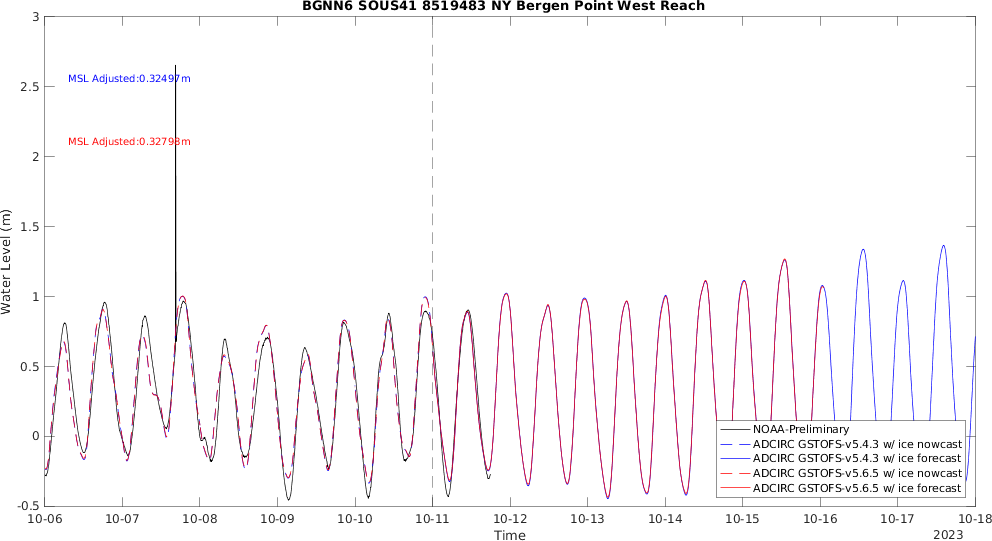 BGNN6 SOUS41 8519483 NY Bergen Point West Reach
3
2.5
2
1.5
1
0.5
0
-0.5
Water Level (m)
MSL Adjusted:0.32497m
MSL Adjusted:0.32793m
NOAA-Preliminary
ADCIRC GSTOFS-v5.4.3 w/ ice nowcast
ADCIRC GSTOFS-v5.4.3 w/ ice forecast
ADCIRC GSTOFS-v5.6.5 w/ ice nowcast
ADCIRC GSTOFS-v5.6.5 w/ ice forecast
10-06 10-07 10-08 10-09 10-10 10-11 10-12 10-13 10-14 10-15 10-16 10-17 10-18
Time
2023